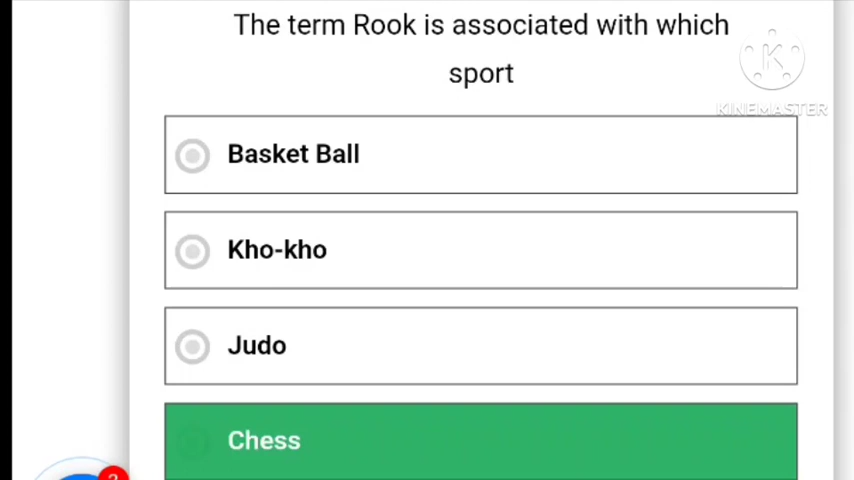 The term Rook is associated with which
sport
KINEMASTER
Basket Ball
Kho-kho
Judo
Chess